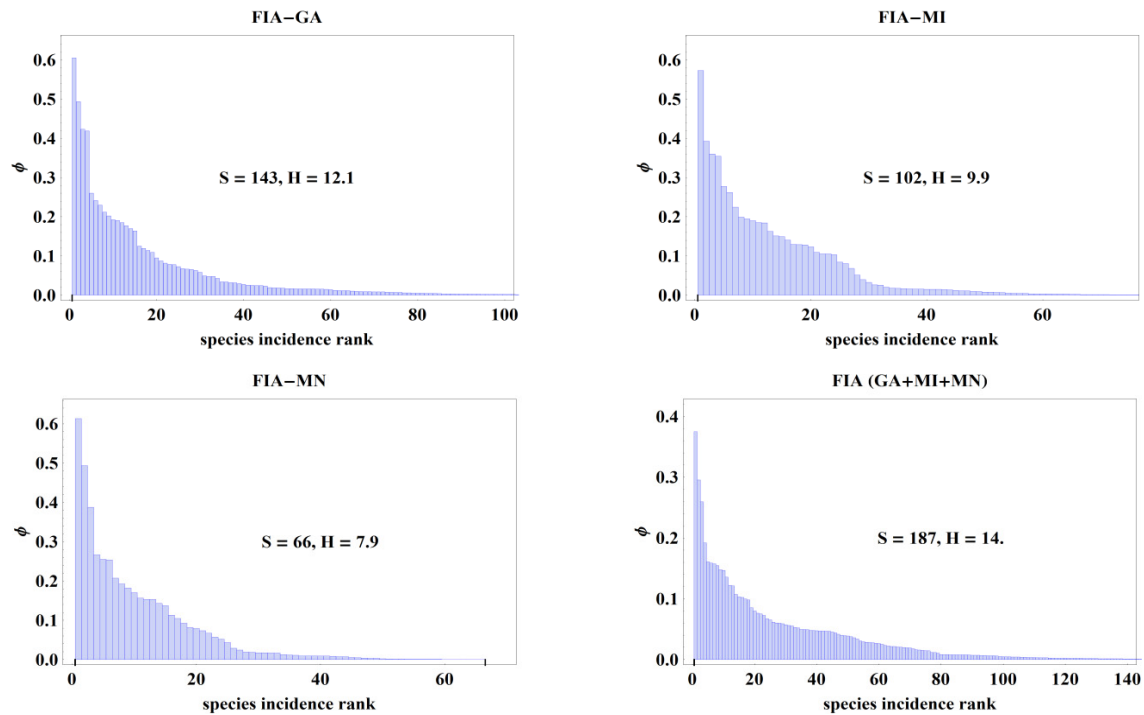 FIA−GA
0.6
0.5
0.4
0.3
0.2
0.1
0.0
ϕ
S = 143, H = 12.1
0 20 40 60 80 100
species incidence rank
FIA−MI
0.6
0.5
0.4
0.3
0.2
0.1
0.0
ϕ
S = 102, H = 9.9
0 20 40 60
species incidence rank
FIA−MN
0.6
0.5
0.4
0.3
0.2
0.1
0.0
ϕ
S = 66, H = 7.9
0 20 40 60
species incidence rank
FIA (GA+MI+MN)
0.4
0.3
0.2
0.1
0.0
ϕ
S = 187, H = 14.
0 20 40 60 80 100 120 140
species incidence rank